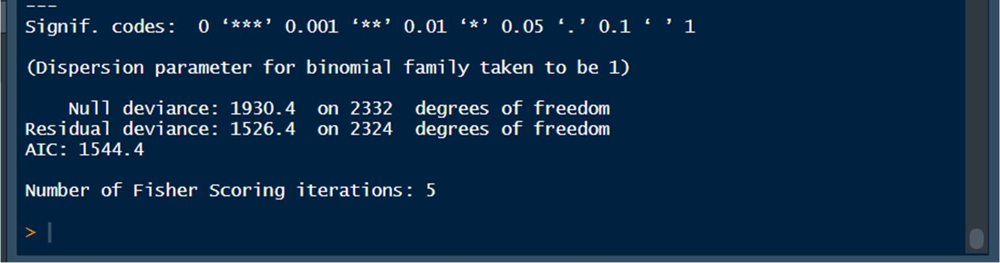 ---
Signif. codes:  0 ‘***’ 0.001 ‘**’ 0.01 ‘*’ 0.05 ‘.’ 0.1 ‘ ’ 1
(Dispersion parameter for binomial family taken to be 1)
Null deviance: 1930.4  on 2332  degrees of freedom
Residual deviance: 1526.4  on 2324  degrees of freedom
AIC: 1544.4
Number of Fisher Scoring iterations: 5
>